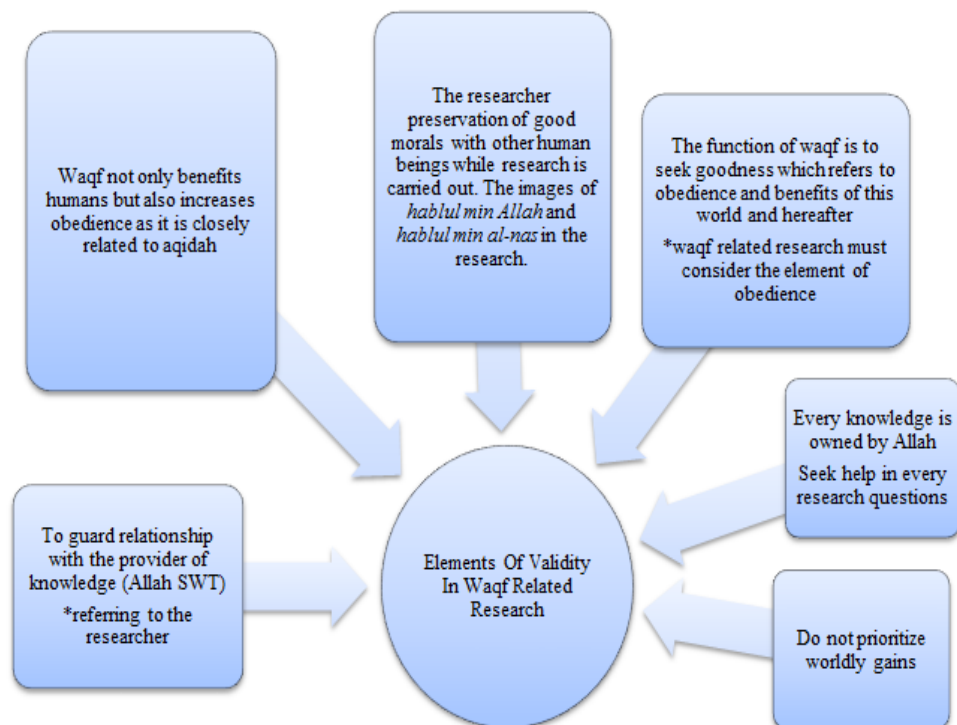 Waqf not only benefits
humans but also increases
obedience as it is closely
related to aqidah
The researcher
preservation of good
morals with other human
beings while research is
carried out. The images of
hablul min Allah and
hablul min al-nas in the
research.
The function of waqf is to
seek goodness which refers to
obedience and benefits of this
world and hereafter
*waqf related research must
consider the element of
obedience
Every knowledge is
owned by Allah
Seek help in every
research questions
To guard relationship
with the provider of
knowledge (Allah SWT)
*referring to the
researcher
Elements Of Validity
In Waqf Related
Research
Do not prioritize
worldly gains